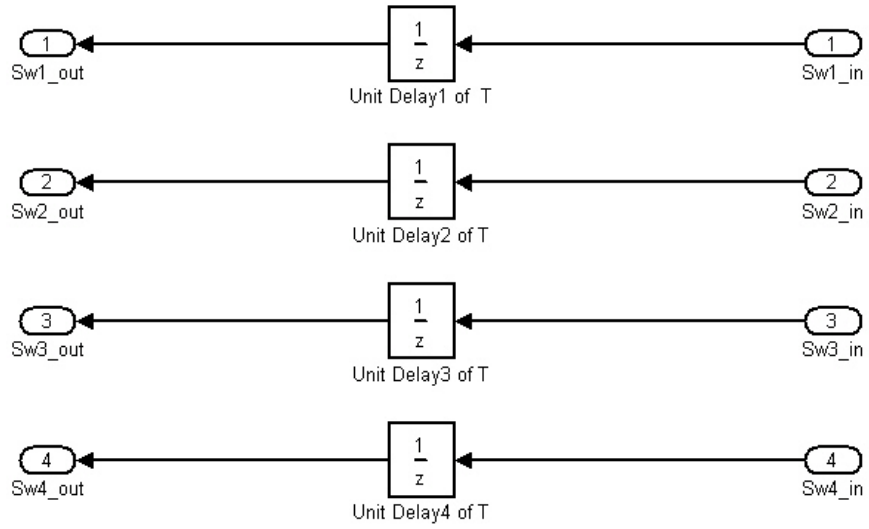 1 1 1
z
Sw1_out Sw1_in
Unit Delay1 of T
2 1 2
z
Sw2_out Sw2_in
Unit Delay2 of T
3 1 3
z
Sw3_out Sw3_in
Unit Delay3 of T
4 1 4
z
Sw4_out Sw4_in
Unit Delay4 of T